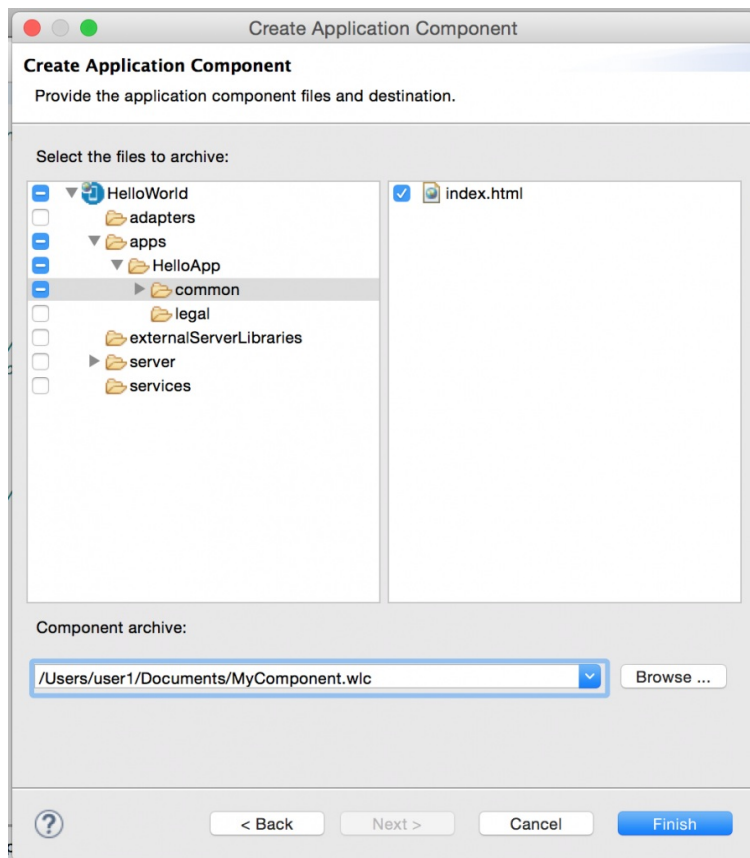 Create Application Component
Create Application Component
Provide the application component files and destination.
Select the files to archive:
HelloWorld
adapters
apps
HelloApp
common
legal
externalServerLibraries
server
services
index.html
Component archive:
/Users/user1/Documents/MyComponent.wlc
Browse ...
?
< Back
Next >
Cancel
Finish